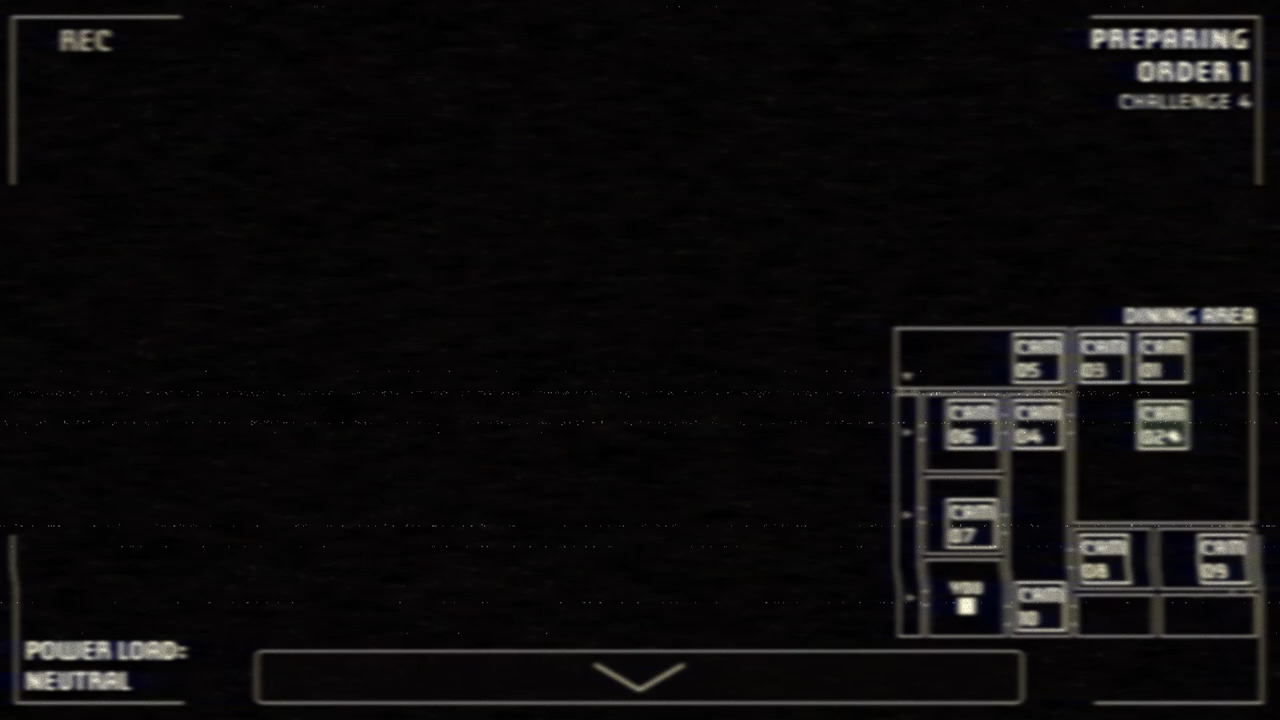 REC
PREPARING
ORDER 1
CHALLENGE 4
DINING AREA
CAM
05
CAM
03
CAM
01
CAM
06
CAM
04
CAM
02
CAM
07
CAM
08
CAM
09
YOU
CAM
10
POWER LOAD:
NEUTRAL